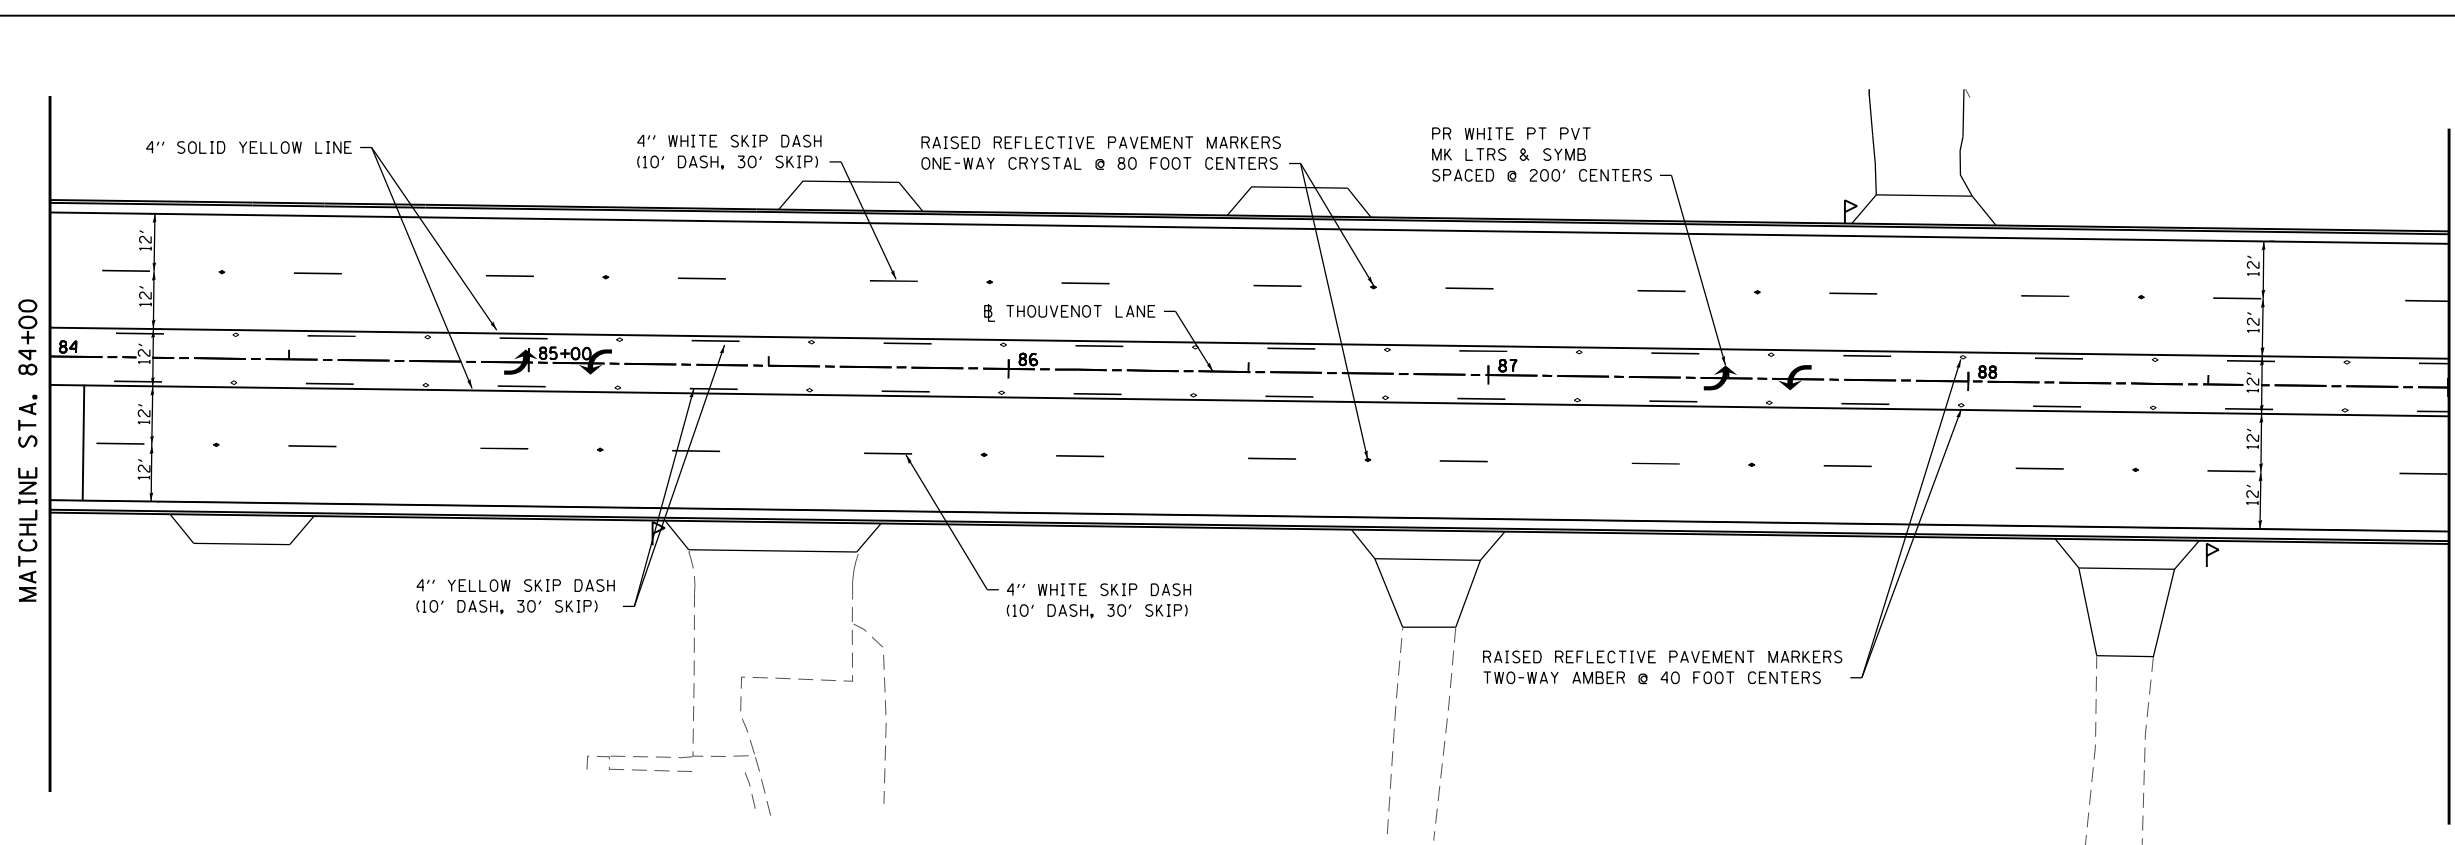 4'' SOLID YELLOW LINE
4'' WHITE SKIP DASH
(10' DASH, 30' SKIP)
RAISED REFLECTIVE PAVEMENT MARKERS
ONE-WAY CRYSTAL @ 80 FOOT CENTERS
PR WHITE PT PVT
MK LTRS & SYMB
SPACED @ 200' CENTERS
12'
12'
12'
12'
12'
12'
12'
12'
12'
12'
MATCHLINE STA. 84+00
℄ THOUVENOT LANE
84
85+00
86
87
88
4'' YELLOW SKIP DASH
(10' DASH, 30' SKIP)
4'' WHITE SKIP DASH
(10' DASH, 30' SKIP)
RAISED REFLECTIVE PAVEMENT MARKERS
TWO-WAY AMBER @ 40 FOOT CENTERS